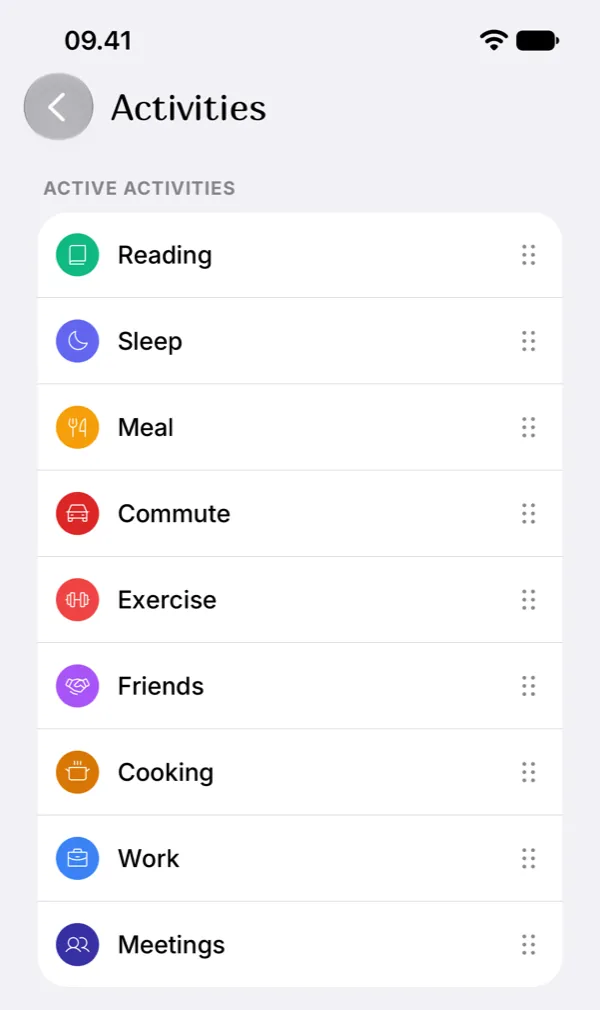 09.41
Activities
ACTIVE ACTIVITIES
Reading
Sleep
Meal
Commute
Exercise
Friends
Cooking
Work
Meetings